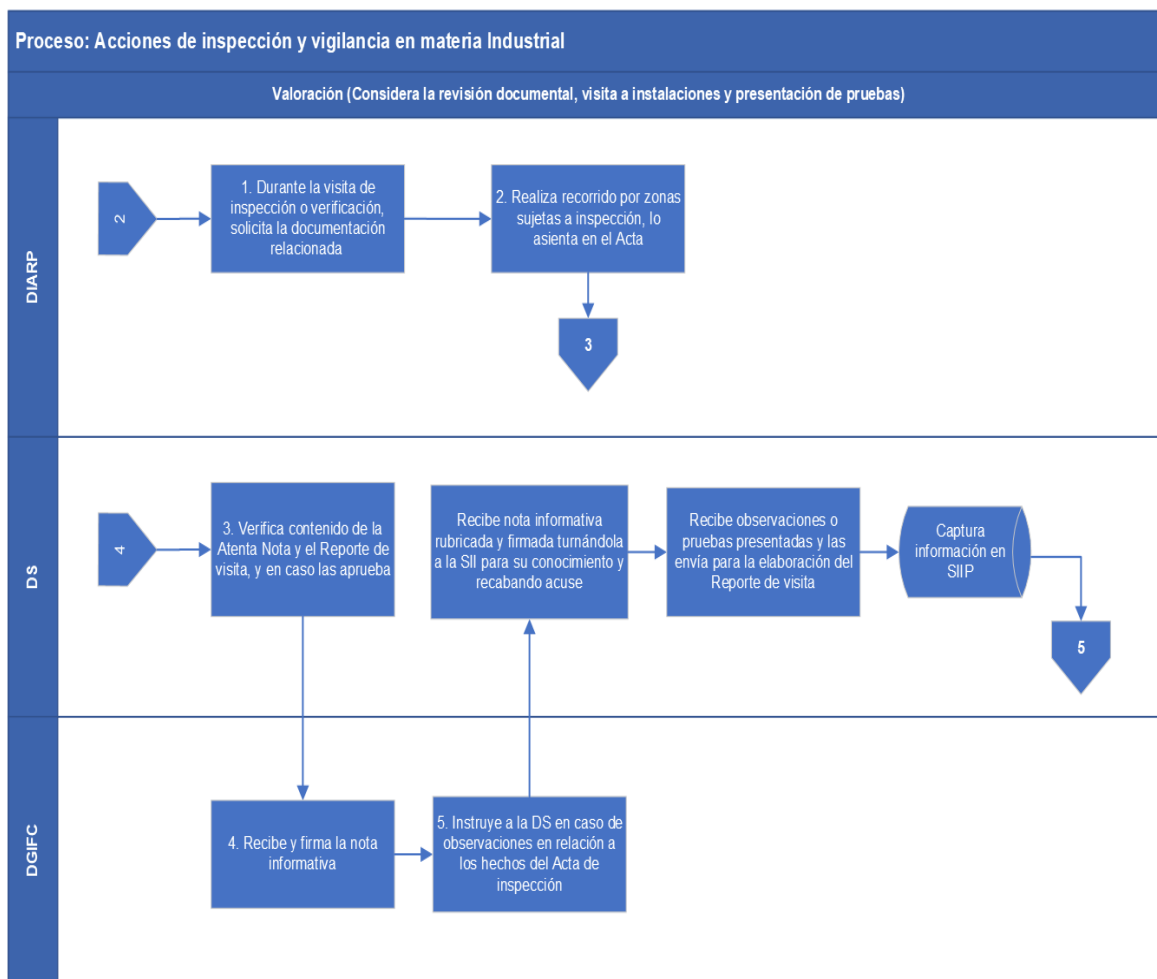 Proceso: Acciones de inspección y vigilancia en materia Industrial
Valoración (Considera la revisión documental, visita a instalaciones y presentación de pruebas)
DIARP
2
1. Durante la visita de
inspección o verificación,
solicita la documentación
relacionada
2. Realiza recorrido por zonas
sujetas a inspección, lo
asienta en el Acta
3
DS
4
3. Verifica contenido de la
Atenta Nota y el Reporte de
visita, y en caso las aprueba
Recibe nota informativa
rubricada y firmada turnándola
a la SII para su conocimiento y
recabando acuse
Recibe observaciones o
pruebas presentadas y las
envía para la elaboración del
Reporte de visita
Captura
información en
SIIP
5
DGIFC
4. Recibe y firma la nota
informativa
5. Instruye a la DS en caso de
observaciones en relación a
los hechos del Acta de
inspección